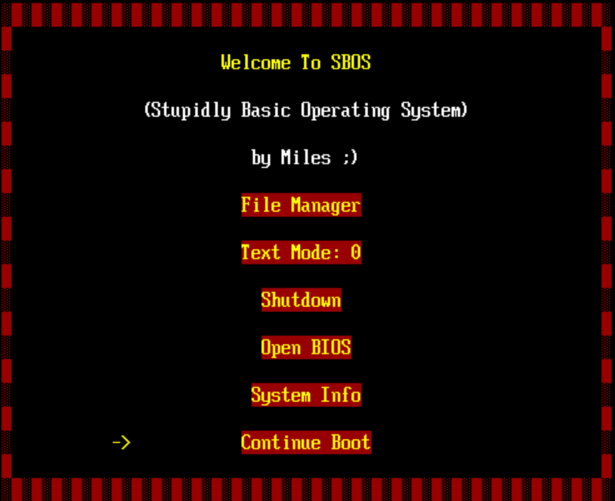 Welcome To SBOS
(Stupidly Basic Operating System)
by Miles ;)
File Manager
Text Mode: 0
Shutdown
Open BIOS
System Info
-> Continue Boot